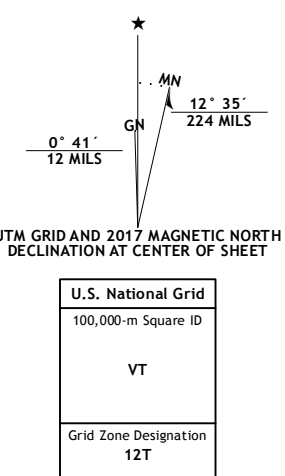 ★
MN
12° 35´
224 MILS
GN
0° 41´
12 MILS
UTM GRID AND 2017 MAGNETIC NORTH
DECLINATION AT CENTER OF SHEET
U.S. National Grid
100,000-m Square ID
VT
Grid Zone Designation
12T